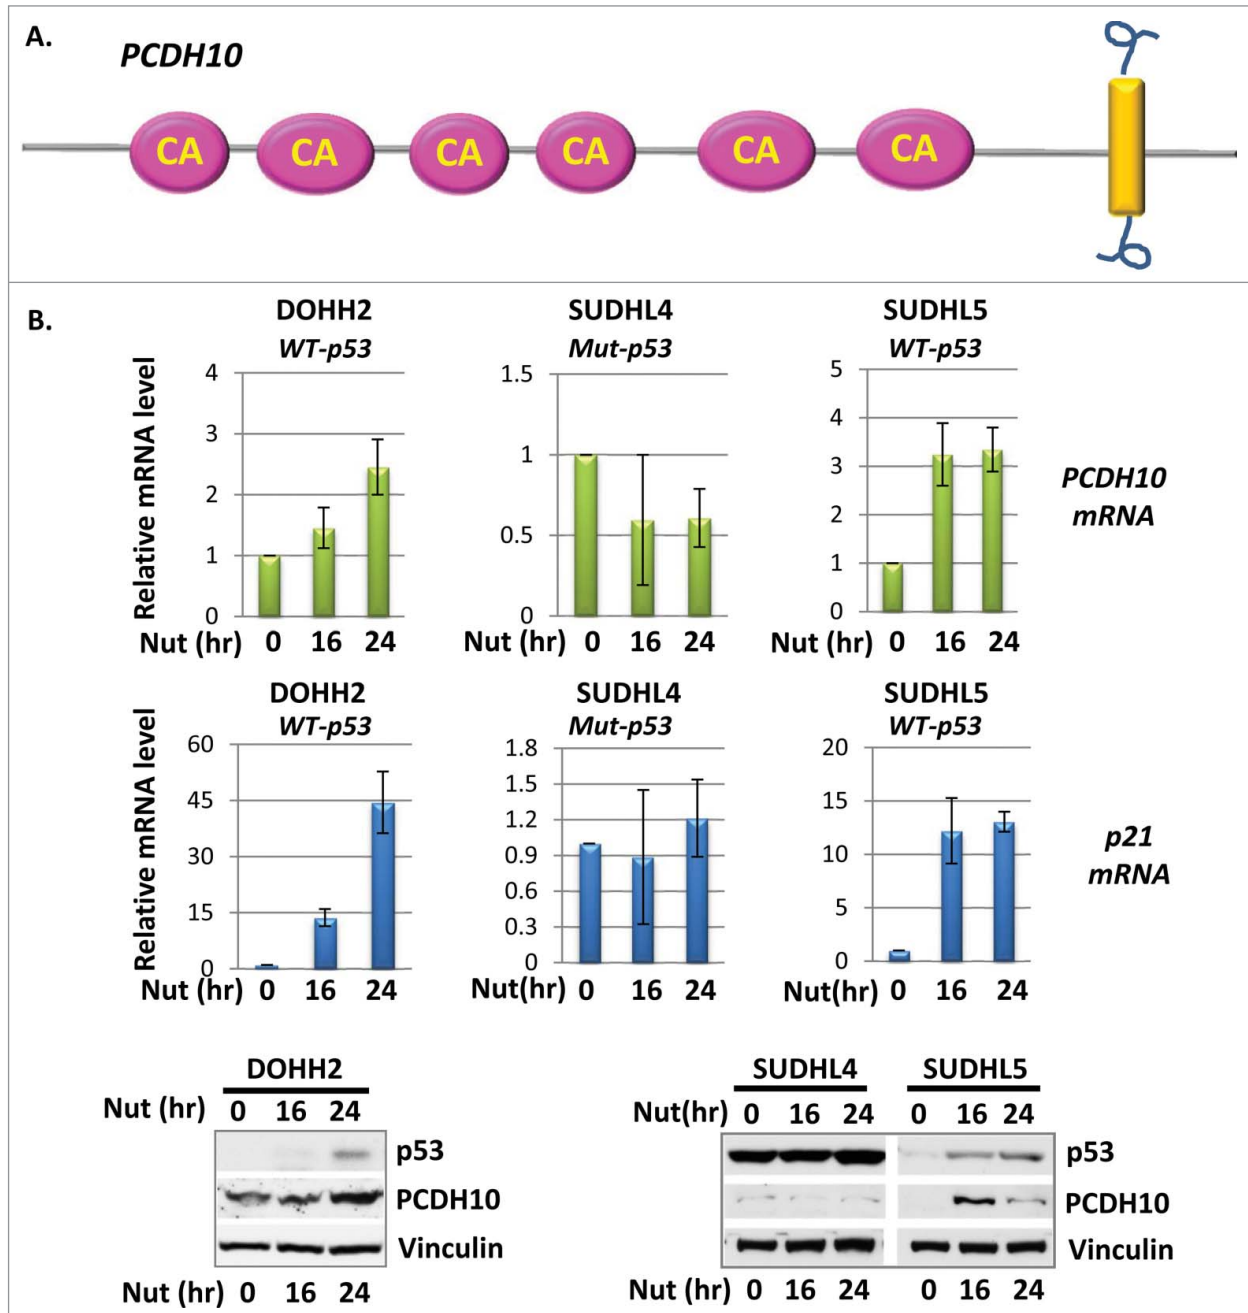 A.
PCDH10
CA CA CA CA CA CA
B.
DOHH2 SUDHL4 SUDHL5
WT-p53 Mut-p53 WT-p53
Relative mRNA level
4
3
2
1
0
1.5
1
0.5
0
5
4
3
2
1
0
PCDH10
mRNA
Nut (hr) 0 16 24 Nut (hr) 0 16 24 Nut (hr) 0 16 24
DOHH2 SUDHL4 SUDHL5
WT-p53 Mut-p53 WT-p53
Relative mRNA level
60
45
30
15
0
1.8
1.5
1.2
0.9
0.6
0.3
0
20
15
10
5
0
p21
mRNA
Nut (hr) 0 16 24 Nut(hr) 0 16 24 Nut(hr) 0 16 24
DOHH2
Nut (hr) 0 16 24
p53
PCDH10
Vinculin
Nut (hr) 0 16 24
SUDHL4 SUDHL5
Nut(hr) 0 16 24 0 16 24
p53
PCDH10
Vinculin
Nut (hr) 0 16 24 0 16 24